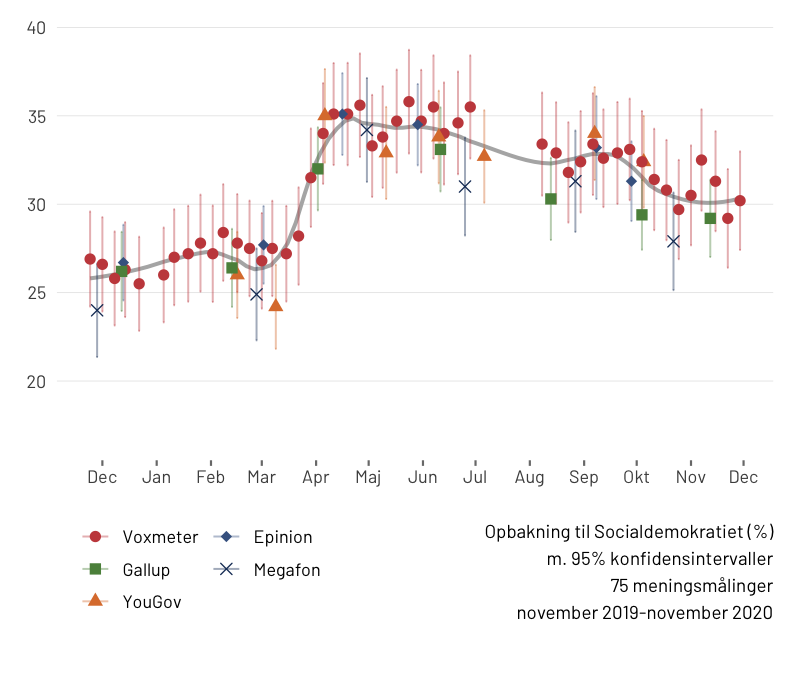 40
35
30
25
20
Dec Jan Feb Mar Apr Maj Jun Jul Aug Sep Okt Nov Dec
Voxmeter Epinion
Gallup Megafon
YouGov
Opbakning til Socialdemokratiet (%)
m. 95% konfidensintervaller
75 meningsmålinger
november 2019-november 2020